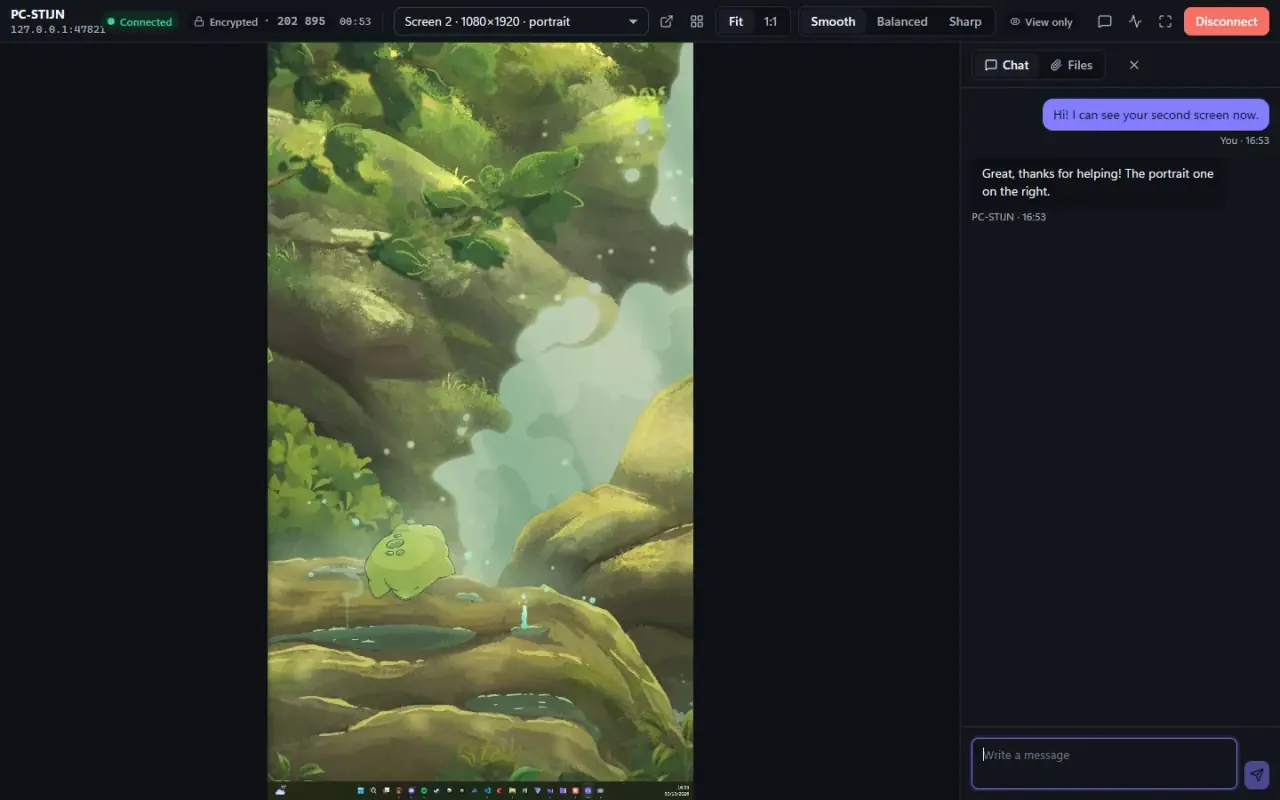 PC-STIJN
127.0.0.1:47821
Connected
Encrypted · 202 895 00:53
Screen 2 · 1080×1920 · portrait
Fit 1:1
Smooth Balanced Sharp
View only
Disconnect
Chat Files
Hi! I can see your second screen now.
You · 16:53
Great, thanks for helping! The portrait one
on the right.
PC-STIJN · 16:53
Write a message